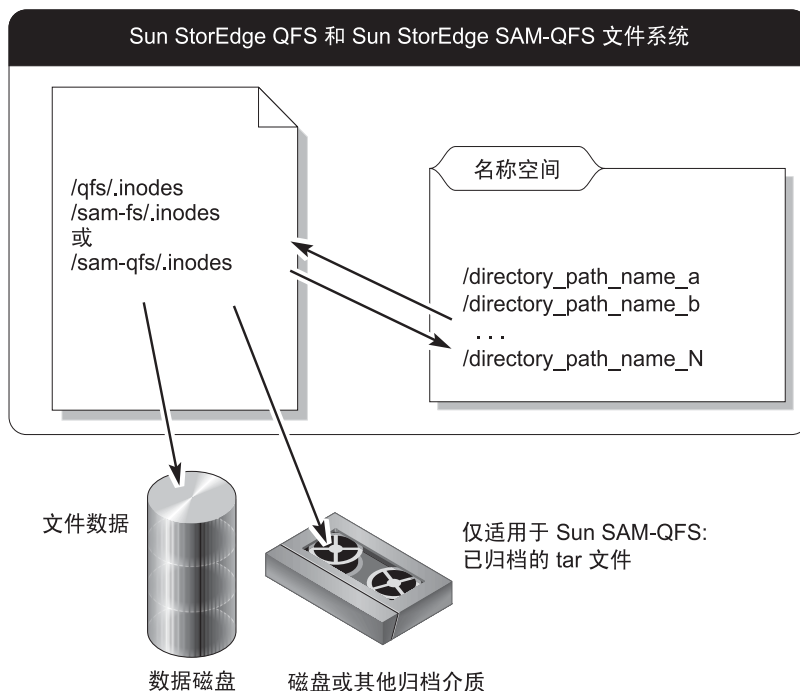 Sun StorEdge QFS 和 Sun StorEdge SAM-QFS 文件系统
/qfs/.inodes
/sam-fs/.inodes
或
/sam-qfs/.inodes
名称空间
/directory_path_name_a
/directory_path_name_b
. . .
/directory_path_name_N
文件数据
仅适用于 Sun SAM-QFS:
已归档的 tar 文件
数据磁盘
磁盘或其他归档介质